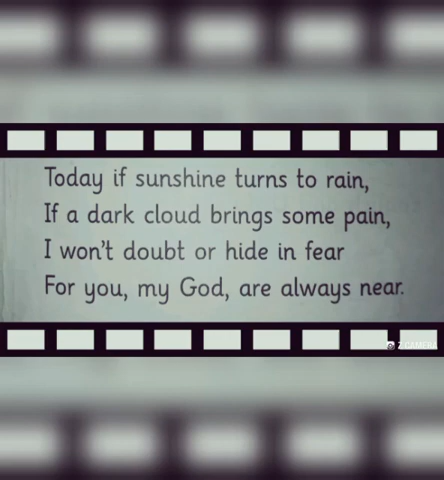 Today if sunshine turns to rain,
If a dark cloud brings some pain,
I won't doubt or hide in fear
For you, my God, are always near.
Z CAMERA